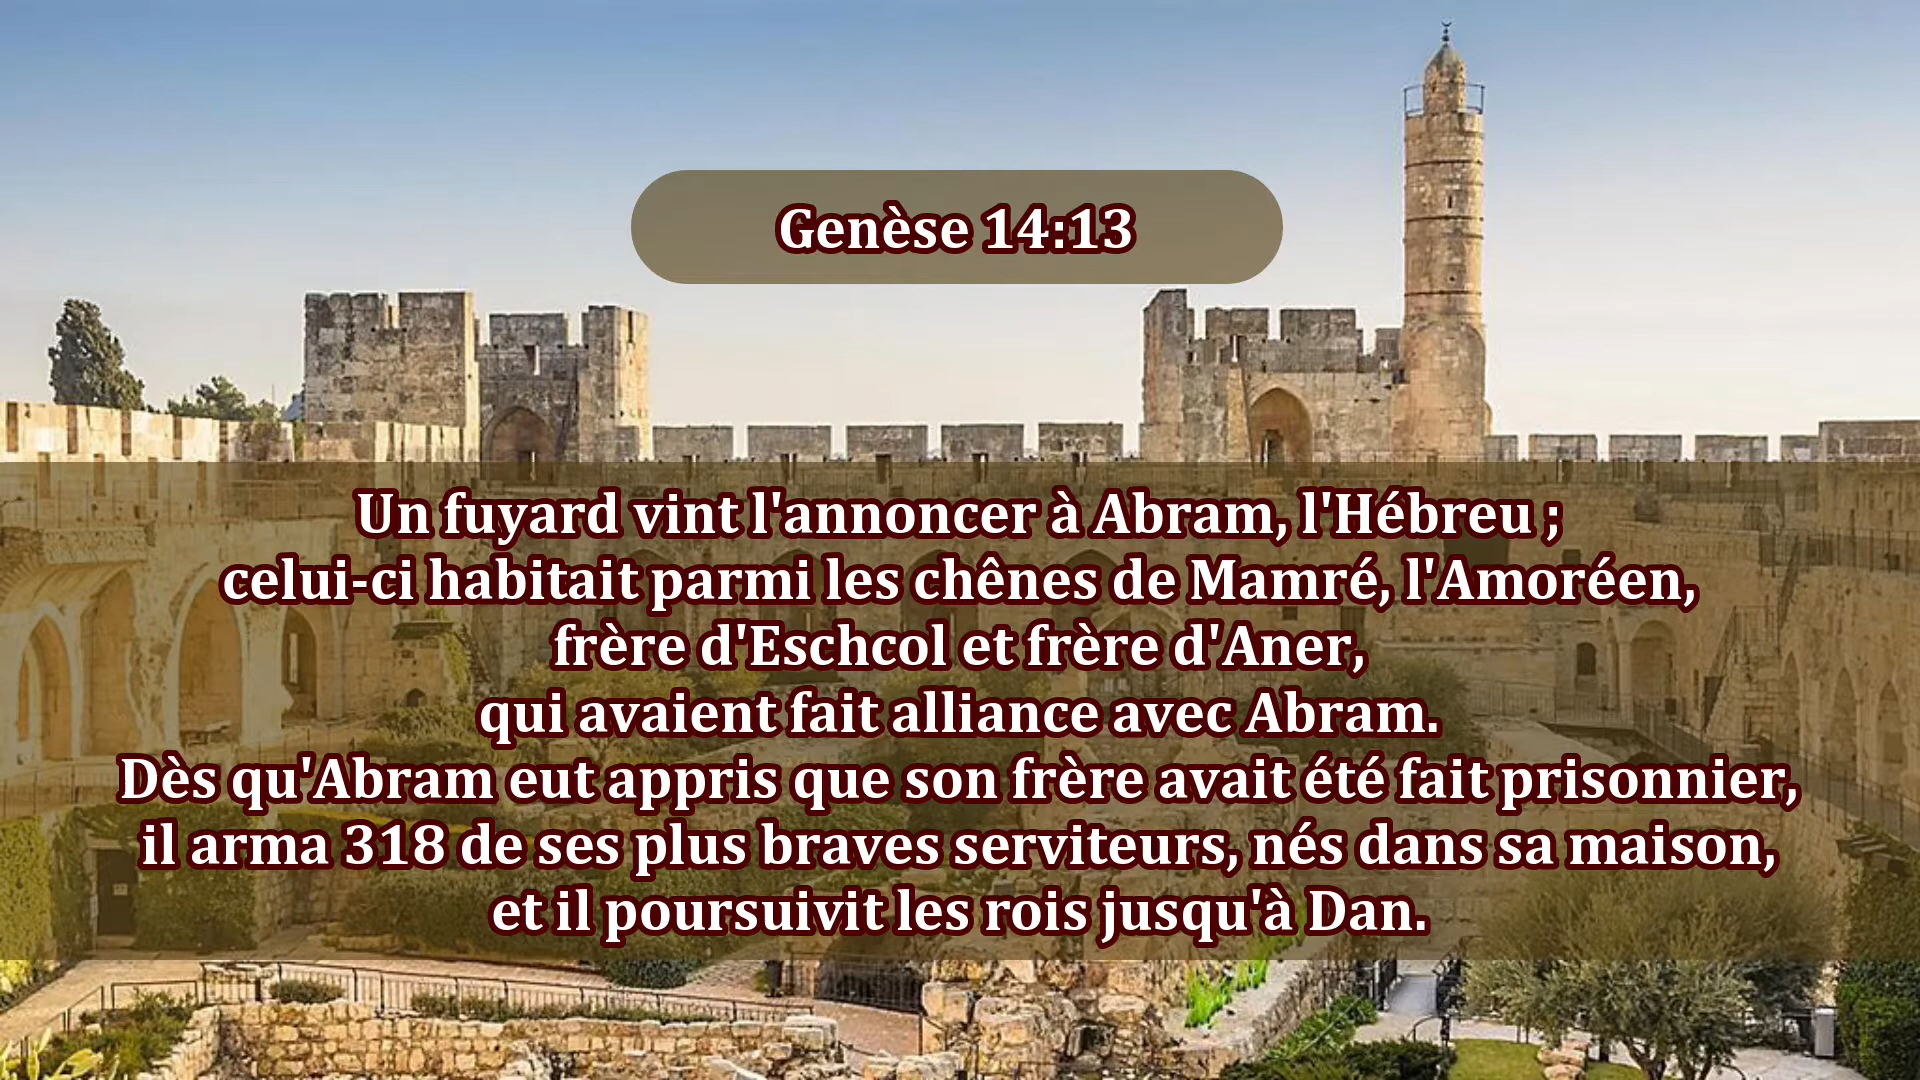 Genèse 14:13
Un fuyard vint l'annoncer à Abram, l'Hébreu ;
celui-ci habitait parmi les chênes de Mamré, l'Amoréen,
frère d'Eschcol et frère d'Aner,
qui avaient fait alliance avec Abram.
Dès qu'Abram eut appris que son frère avait été fait prisonnier,
il arma 318 de ses plus braves serviteurs, nés dans sa maison,
et il poursuivit les rois jusqu'à Dan.